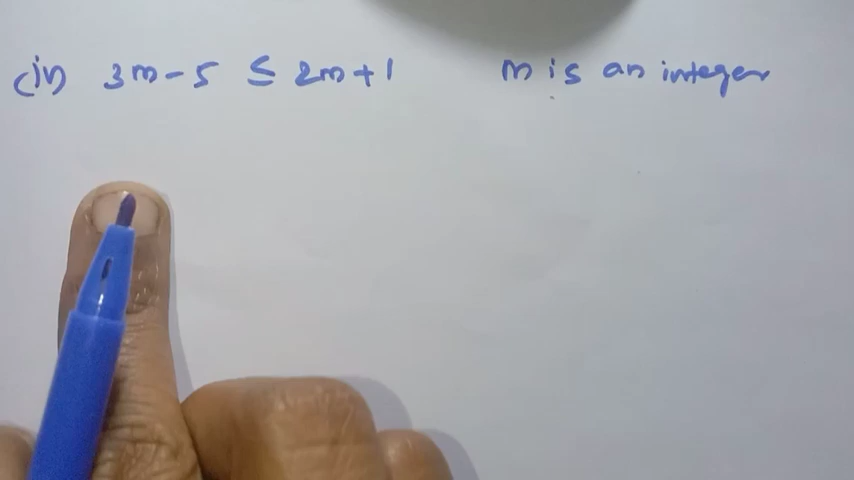 (iv) 3m - 5 ≤ 2m + 1 m is an integer